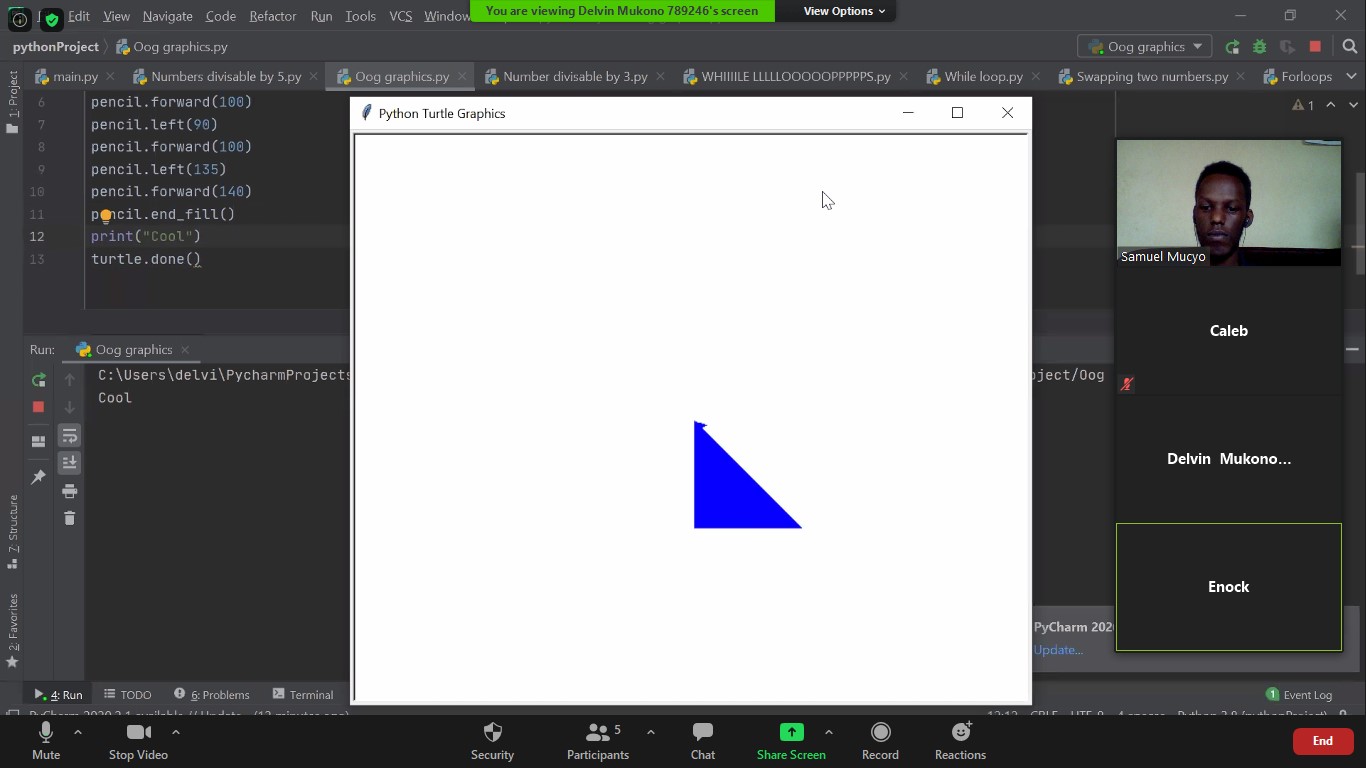 You are viewing Delvin Mukono 789246's screen
View Options
Edit View Navigate Code Refactor Run Tools VCS Window
pythonProject Oog graphics.py
Oog graphics
main.py
Numbers divisable by 5.py
Oog graphics.py
Number divisable by 3.py
WHIIIILE LLLLLOOOOOPPPPPS.py
While loop.py
Swapping two numbers.py
Forloops
1: Project
6 pencil.forward(100)
7 pencil.left(90)
8 pencil.forward(100)
9 pencil.left(135)
10 pencil.forward(140)
11 pencil.end_fill()
12 print("Cool")
13 turtle.done()
1
Python Turtle Graphics
Samuel Mucyo
Caleb
Delvin Mukono...
Enock
Run: Oog graphics
C:\Users\delvi\PycharmProjects
ject/Oog
Cool
7: Structure
2: Favorites
PyCharm 202
Update...
4: Run
TODO
6: Problems
Terminal
1 Event Log
Mute
Stop Video
Security
Participants 5
Chat
Share Screen
Record
Reactions
End